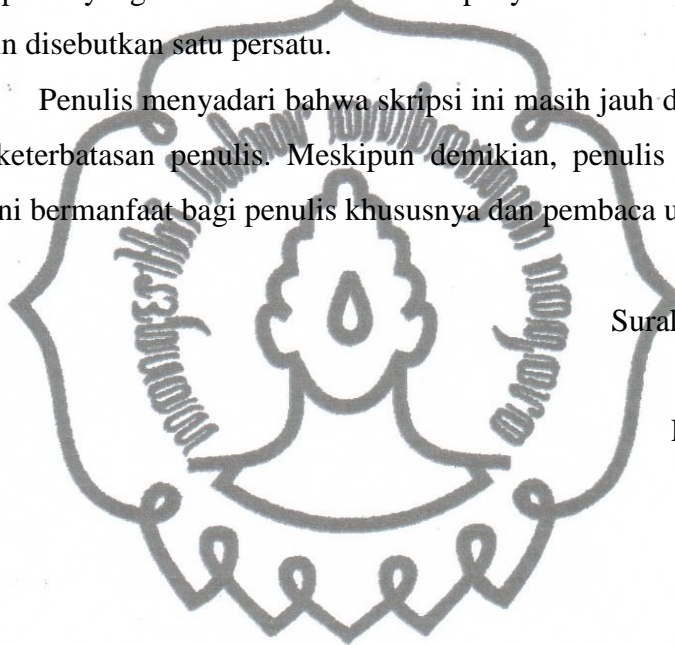 n disebutkan satu persatu.
Penulis menyadari bahwa skripsi ini masih jauh d
keterbatasan penulis. Meskipun demikian, penulis
ni bermanfaat bagi penulis khususnya dan pembaca u
Surak